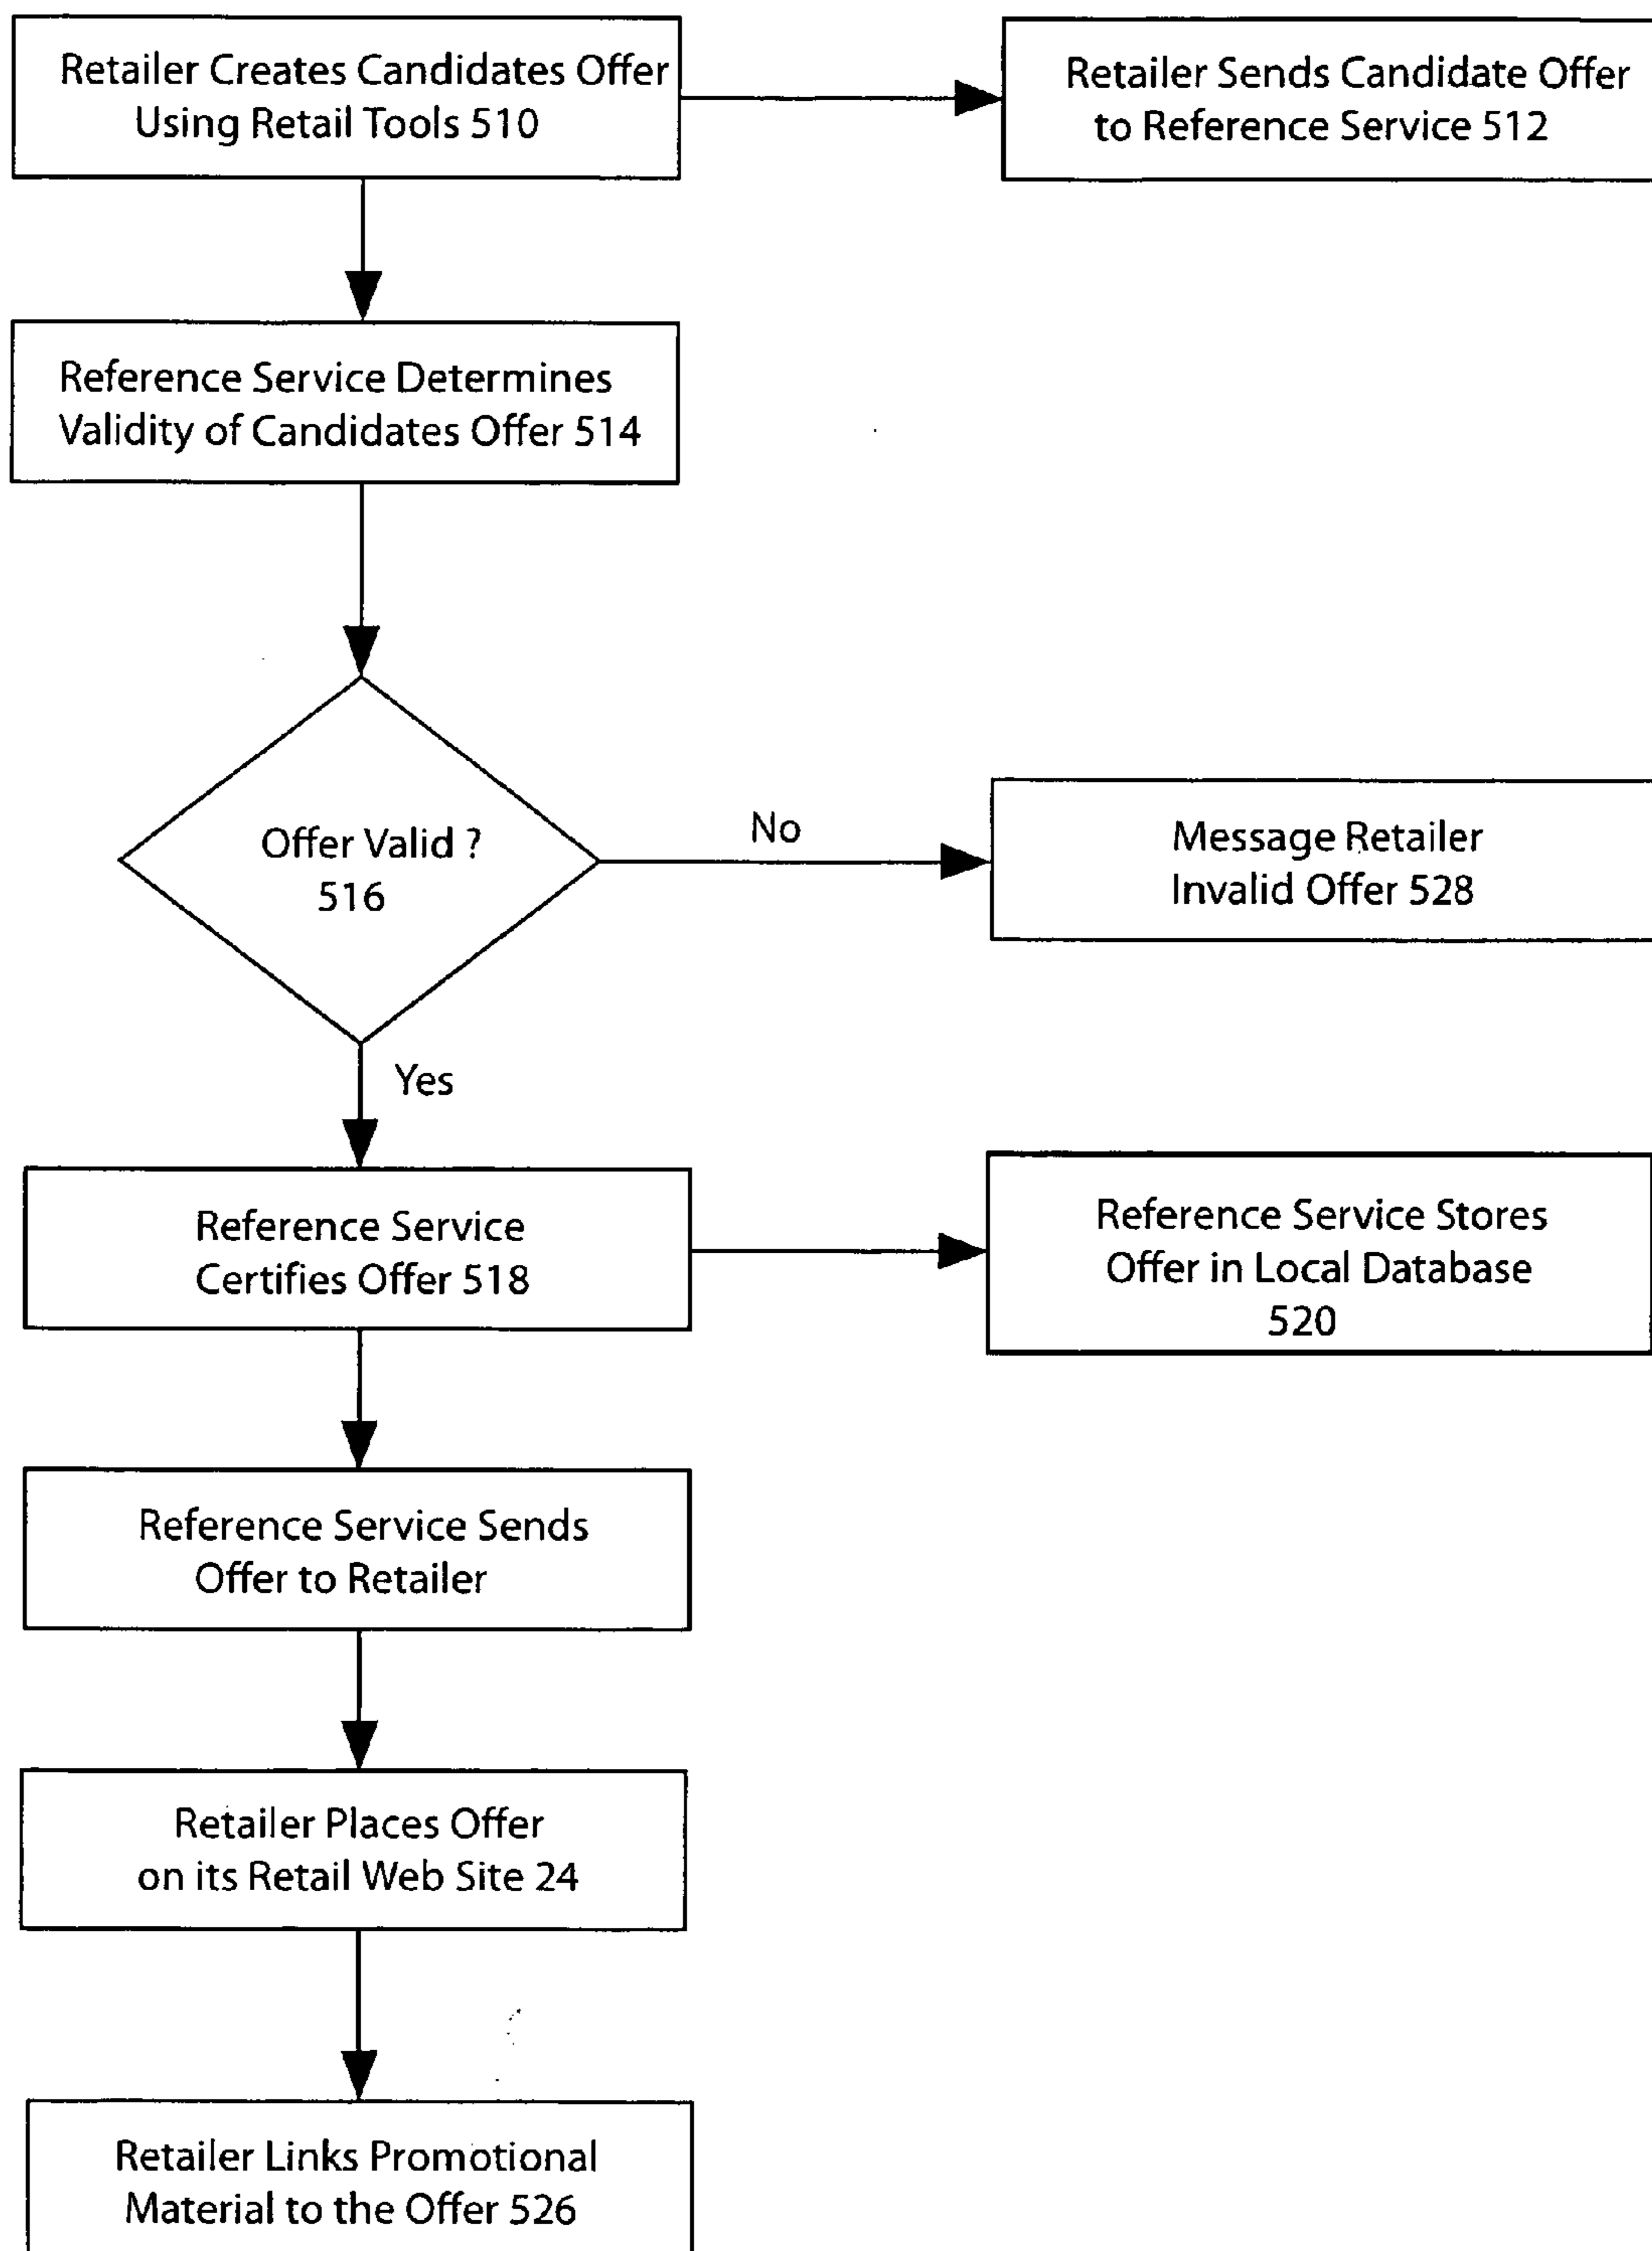 Retailer Creates Candidates Offer
Using Retail Tools 510
Retailer Sends Candidate Offer
to Reference Service 512
Reference Service Determines
Validity of Candidates Offer 514
Offer Valid ?
516
No
Message Retailer
Invalid Offer 528
Yes
Reference Service
Certifies Offer 518
Reference Service Stores
Offer in Local Database
520
Reference Service Sends
Offer to Retailer
Retailer Places Offer
on its Retail Web Site 24
Retailer Links Promotional
Material to the Offer 526